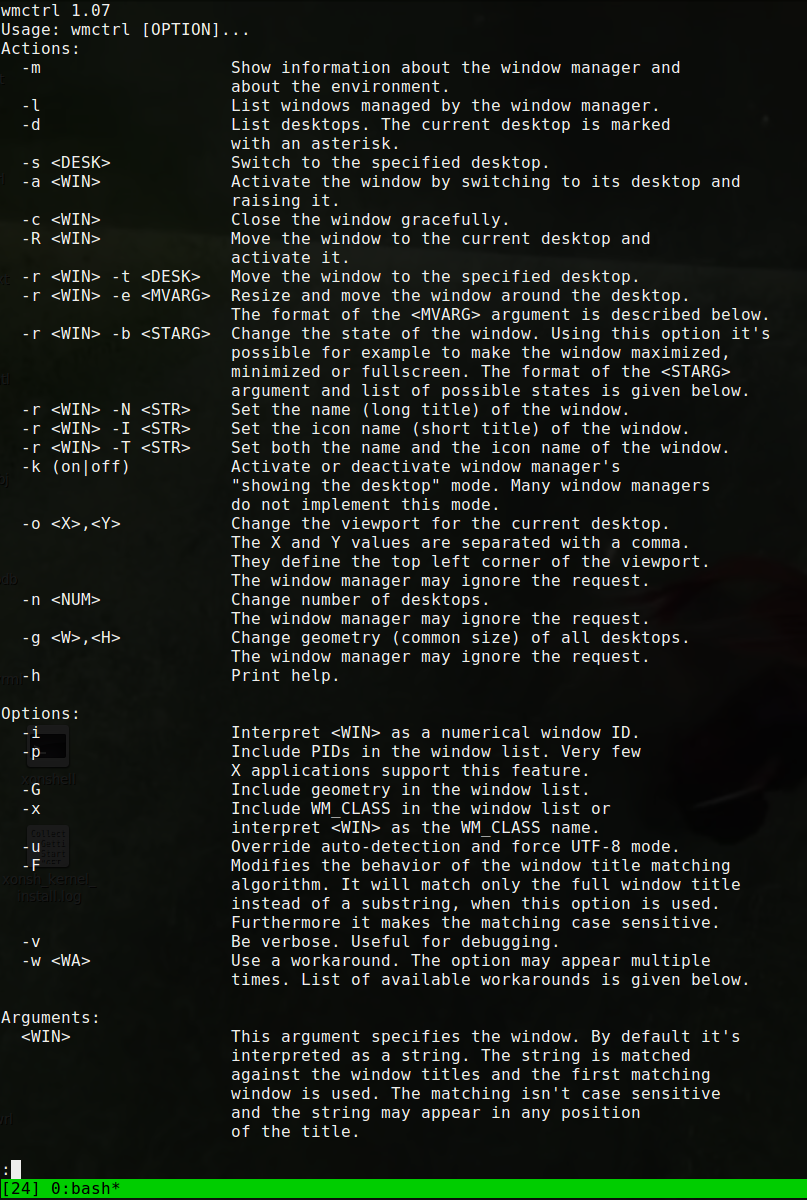 wmctrl 1.07
Usage: wmctrl [OPTION]...
Actions:
  -m                   Show information about the window manager and
                       about the environment.
  -l                   List windows managed by the window manager.
  -d                   List desktops. The current desktop is marked
                       with an asterisk.
  -s <DESK>            Switch to the specified desktop.
  -a <WIN>             Activate the window by switching to its desktop and
                       raising it.
  -c <WIN>             Close the window gracefully.
  -R <WIN>             Move the window to the current desktop and
                       activate it.
  -r <WIN> -t <DESK>   Move the window to the specified desktop.
  -r <WIN> -e <MVARG>  Resize and move the window around the desktop.
                       The format of the <MVARG> argument is described below.
  -r <WIN> -b <STARG>  Change the state of the window. Using this option it's
                       possible for example to make the window maximized,
                       minimized or fullscreen. The format of the <STARG>
                       argument and list of possible states is given below.
  -r <WIN> -N <STR>    Set the name (long title) of the window.
  -r <WIN> -I <STR>    Set the icon name (short title) of the window.
  -r <WIN> -T <STR>    Set both the name and the icon name of the window.
  -k (on|off)          Activate or deactivate window manager's
                       "showing the desktop" mode. Many window managers
                       do not implement this mode.
  -o <X>,<Y>           Change the viewport for the current desktop.
                       The X and Y values are separated with a comma.
                       They define the top left corner of the viewport.
                       The window manager may ignore the request.
  -n <NUM>             Change number of desktops.
                       The window manager may ignore the request.
  -g <W>,<H>           Change geometry (common size) of all desktops.
                       The window manager may ignore the request.
  -h                   Print help.

Options:
  -i                   Interpret <WIN> as a numerical window ID.
  -p                   Include PIDs in the window list. Very few
                       X applications support this feature.
  -G                   Include geometry in the window list.
  -x                   Include WM_CLASS in the window list or
                       interpret <WIN> as the WM_CLASS name.
  -u                   Override auto-detection and force UTF-8 mode.
  -F                   Modifies the behavior of the window title matching
                       algorithm. It will match only the full window title
                       instead of a substring, when this option is used.
                       Furthermore it makes the matching case sensitive.
  -v                   Be verbose. Useful for debugging.
  -w <WA>              Use a workaround. The option may appear multiple
                       times. List of available workarounds is given below.

Arguments:
  <WIN>                This argument specifies the window. By default it's
                       interpreted as a string. The string is matched
                       against the window titles and the first matching
                       window is used. The matching isn't case sensitive
                       and the string may appear in any position
                       of the title.

:
[24] 0:bash*